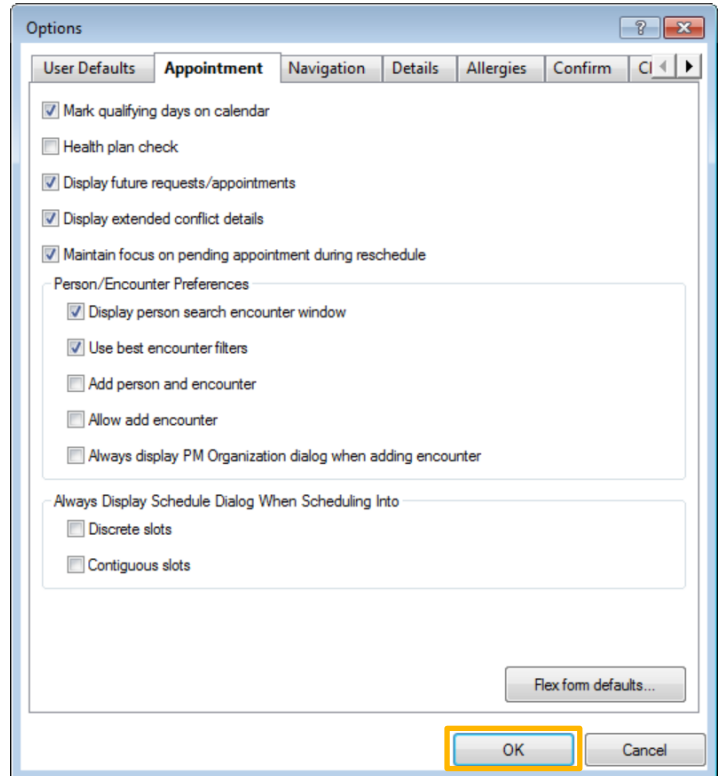 Options
User Defaults Appointment Navigation Details Allergies Confirm
Mark qualifying days on calendar
Health plan check
Display future requests/appointments
Display extended conflict details
Maintain focus on pending appointment during reschedule
Person/Encounter Preferences
Display person search encounter window
Use best encounter filters
Add person and encounter
Allow add encounter
Always display PM Organization dialog when adding encounter
Always Display Schedule Dialog When Scheduling Into
Discrete slots
Contiguous slots
Flex form defaults...
OK Cancel